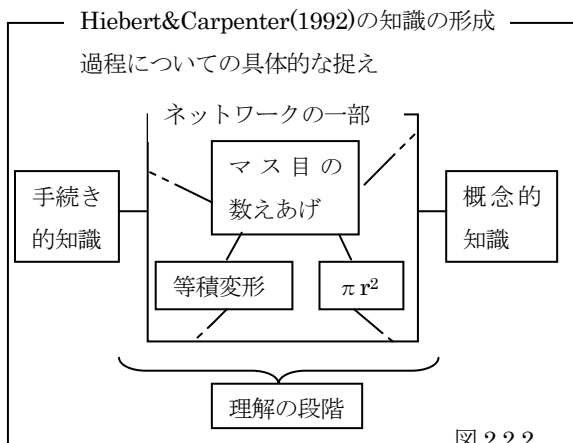 Hiebert&Carpenter(1992)の知識の形成
過程についての具体的な捉え
ネットワークの一部
マス目の
数えあげ
手続き
的知識
概念的
知識
等積変形
πr²
理解の段階
図 2.2.2